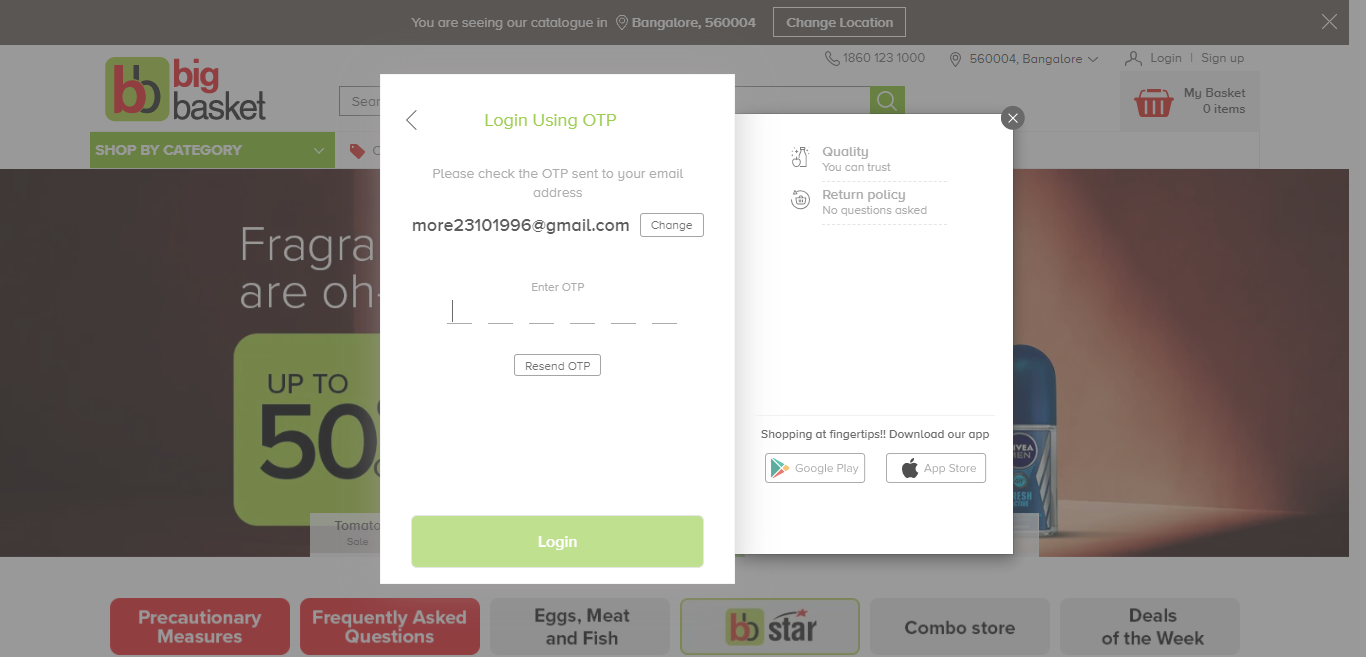 You are seeing our catalogue in Bangalore, 560004 Change Location
1860 123 1000 560004, Bangalore Login | Sign up
big
basket
bb
My Basket
0 items
SHOP BY CATEGORY
Login Using OTP
Please check the OTP sent to your email
address
more23101996@gmail.com Change
Enter OTP
Resend OTP
Login
Quality
You can trust
Return policy
No questions asked
Shopping at fingertips!! Download our app
Google Play App Store
are
UP TO
50
Sale
NIVEA
MEN
Precautionary
Measures
Frequently Asked
Questions
Eggs, Meat
and Fish
bb star
Combo store
Deals
of the Week